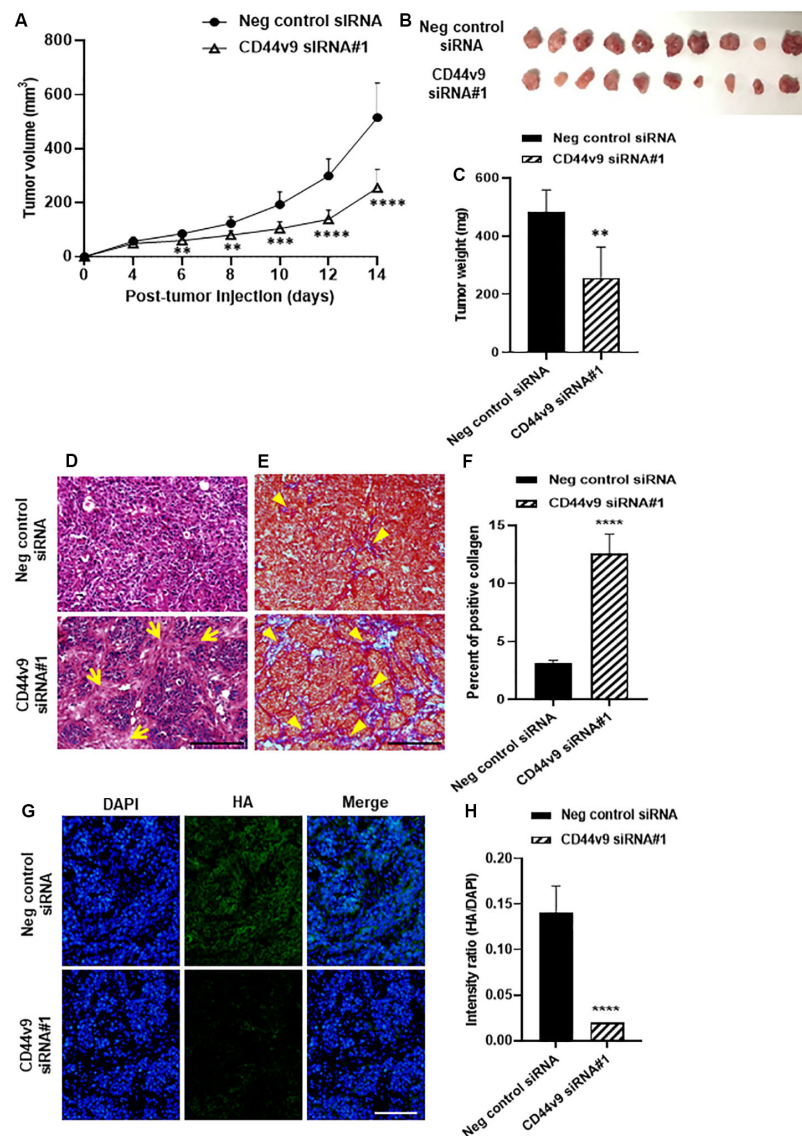 A
Neg control siRNA
CD44v9 siRNA#1
Tumor volume (mm3)
800
600
400
200
0
**
**
***
****
****
0
4
6
8
10
12
14
Post-tumor Injection (days)
B
Neg control
siRNA
CD44v9
siRNA#1
C
Neg control siRNA
CD44v9 siRNA#1
Tumor weight (mg)
600
400
200
0
**
Neg control siRNA
CD44v9 siRNA#1
D
E
Neg control
siRNA
CD44v9
siRNA#1
F
Neg control siRNA
CD44v9 siRNA#1
Percent of positive collagen
15
10
5
0
****
Neg control siRNA
CD44v9 siRNA#1
G
DAPI
HA
Merge
Neg control
siRNA
CD44v9
siRNA#1
H
Neg control siRNA
CD44v9 siRNA#1
Intensity ratio (HA/DAPI)
0.20
0.15
0.10
0.05
0.00
****
Neg control siRNA
CD44v9 siRNA#1